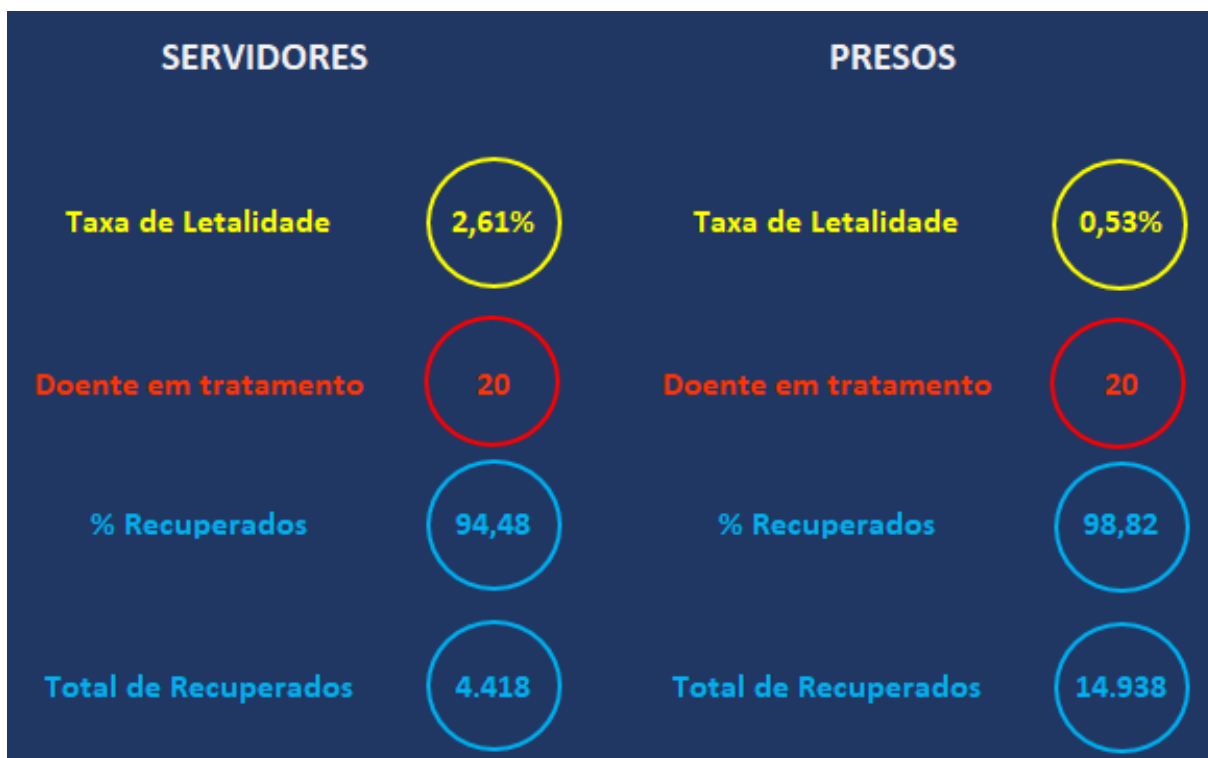 SERVIDORES
PRESOS
Taxa de Letalidade
2,61%
Taxa de Letalidade
0,53%
Doente em tratamento
20
Doente em tratamento
20
% Recuperados
94,48
% Recuperados
98,82
Total de Recuperados
4.418
Total de Recuperados
14.938